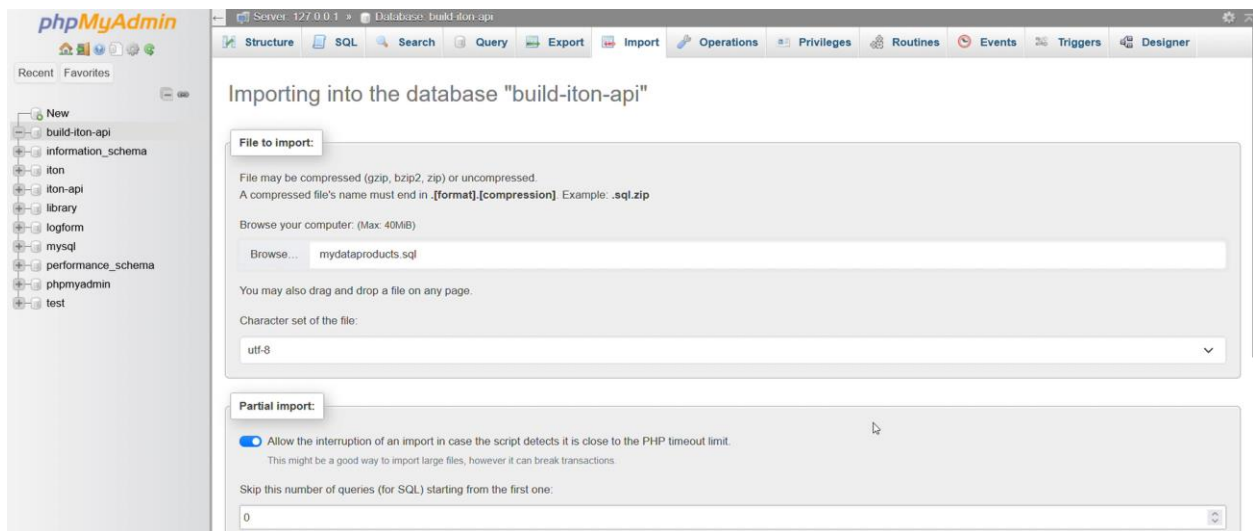 phpMyAdmin
Recent Favorites
New
build-iton-api
information_schema
iton
iton-api
library
logform
mysql
performance_schema
phpmyadmin
test
Server: 127.0.0.1 » Database: build-iton-api
Structure SQL Search Query Export Import Operations Privileges Routines Events Triggers Designer
Importing into the database "build-iton-api"
File to import:
File may be compressed (gzip, bzip2, zip) or uncompressed.
A compressed file's name must end in .[format].[compression]. Example: .sql.zip
Browse your computer: (Max: 40MiB)
Browse... mydataproducts.sql
You may also drag and drop a file on any page.
Character set of the file:
utf-8
Partial import:
Allow the interruption of an import in case the script detects it is close to the PHP timeout limit.
This might be a good way to import large files, however it can break transactions.
Skip this number of queries (for SQL) starting from the first one:
0